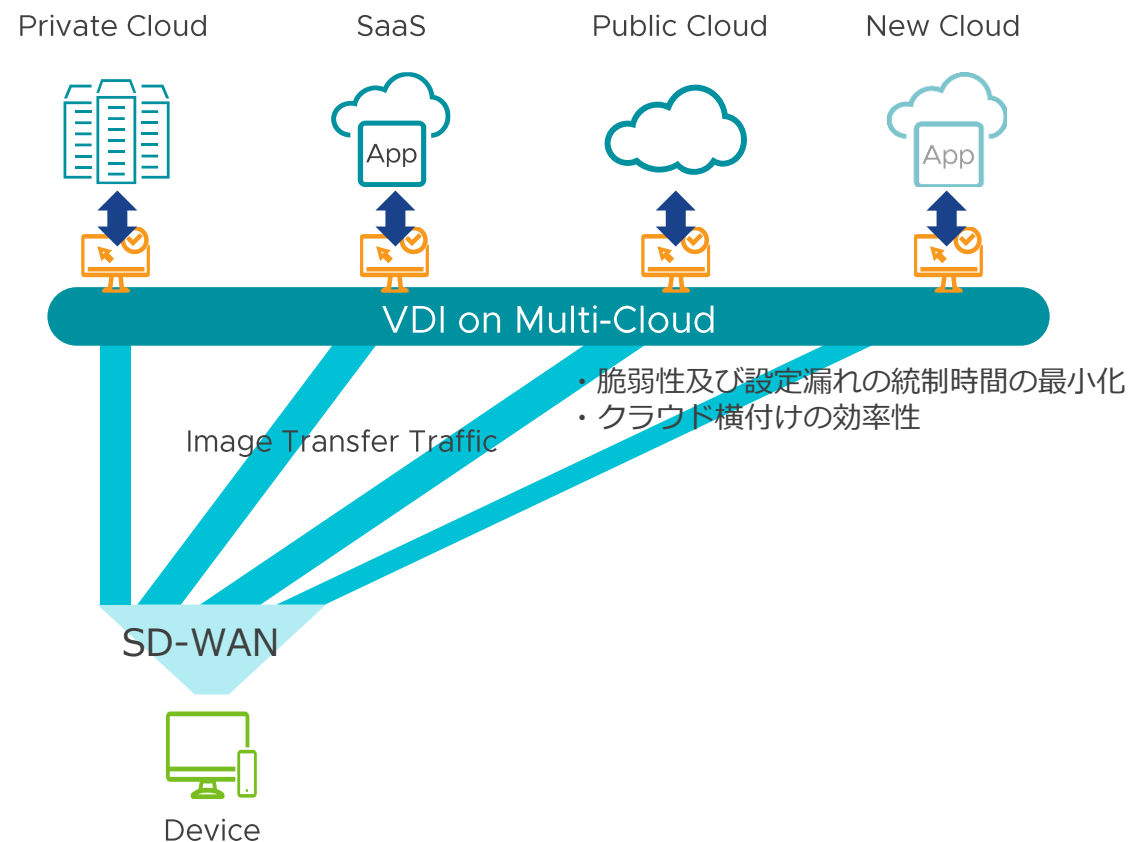 Private Cloud
SaaS
Public Cloud
New Cloud
App
App
VDI on Multi-Cloud
・脆弱性及び設定漏れの統制時間の最小化
・クラウド横付けの効率性
Image Transfer Traffic
SD-WAN
Device